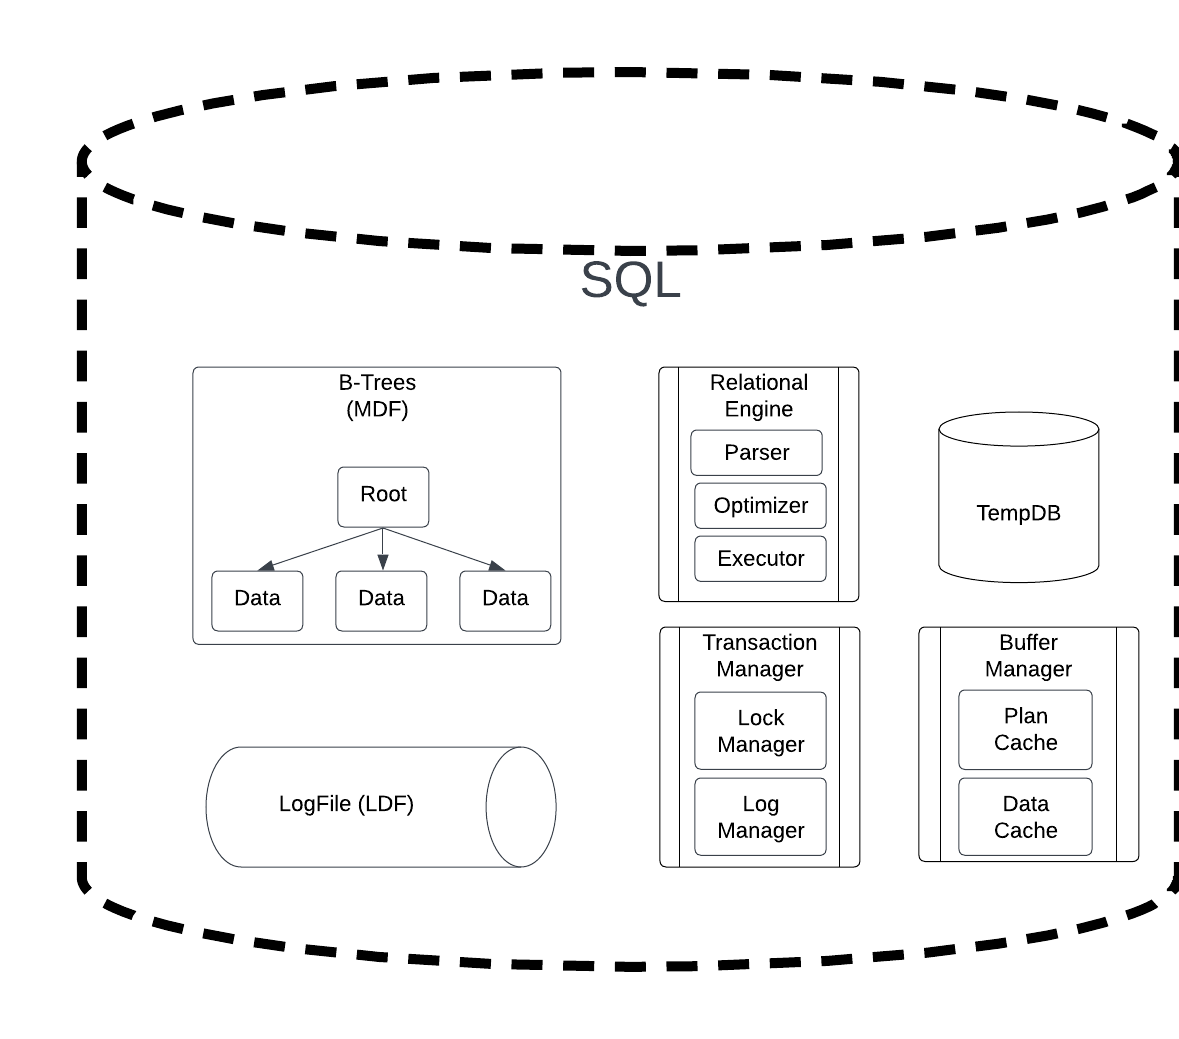 SQL
B-Trees
(MDF)
Root
Data
Data
Data
LogFile (LDF)
Relational
Engine
Parser
Optimizer
Executor
TempDB
Transaction
Manager
Lock
Manager
Log
Manager
Buffer
Manager
Plan
Cache
Data
Cache